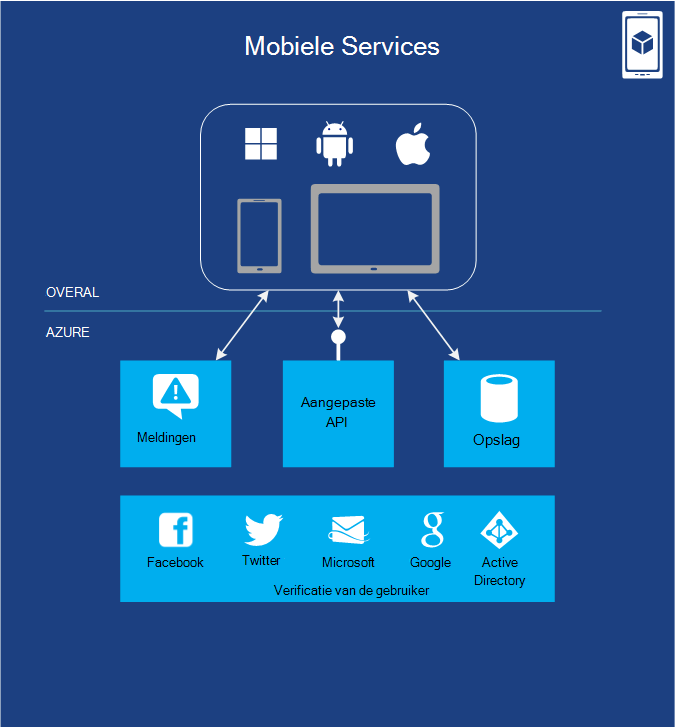 Mobiele Services
OVERAL
AZURE
Meldingen
Aangepaste
API
Opslag
Facebook
Twitter
Microsoft
Google
Active
Directory
Verificatie van de gebruiker